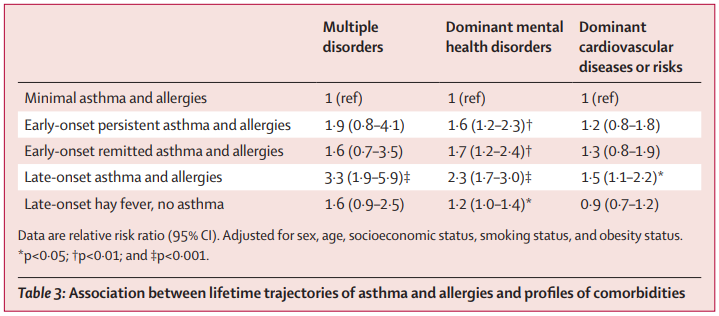 Multiple disorders Dominant mental health disorders Dominant cardiovascular diseases or risks
Minimal asthma and allergies 1 (ref) 1 (ref) 1 (ref)
Early-onset persistent asthma and allergies 1·9 (0·8–4·1) 1·6 (1·2–2·3)† 1·2 (0·8–1·8)
Early-onset remitted asthma and allergies 1·6 (0·7–3·5) 1·7 (1·2–2·4)† 1·3 (0·8–1·9)
Late-onset asthma and allergies 3·3 (1·9–5·9)‡ 2·3 (1·7–3·0)‡ 1·5 (1·1–2·2)*
Late-onset hay fever, no asthma 1·6 (0·9–2·5) 1·2 (1·0–1·4)* 0·9 (0·7–1·2)
Data are relative risk ratio (95% CI). Adjusted for sex, age, socioeconomic status, smoking status, and obesity status.
*p<0·05; †p<0·01; and ‡p<0·001.
Table 3: Association between lifetime trajectories of asthma and allergies and profiles of comorbidities